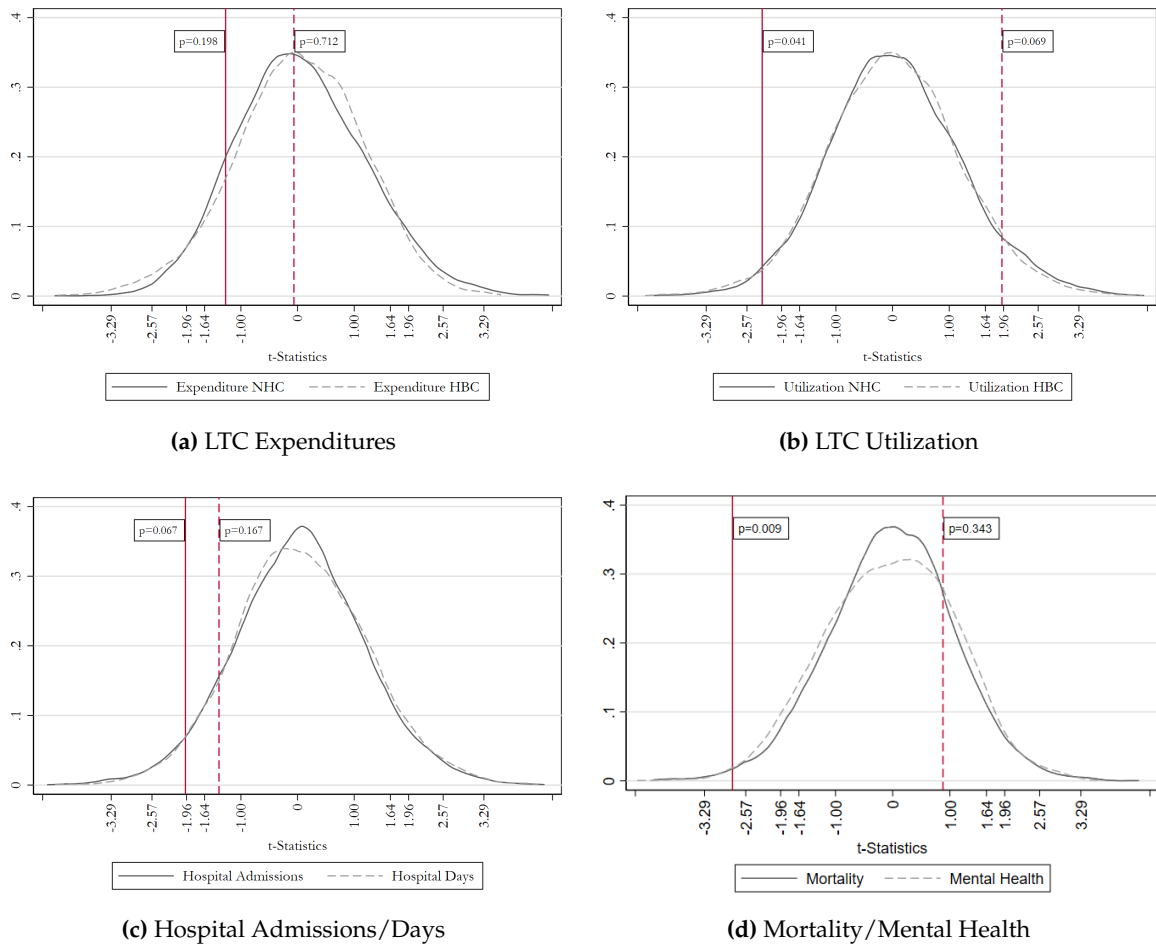 .4
p=0.198
p=0.712
.3
.2
.1
0
-3.29
-2.57
-1.96
-1.64
-1.00
0
1.00
1.64
1.96
2.57
3.29
t-Statistics
Expenditure NHC
Expenditure HBC
(a) LTC Expenditures
.4
p=0.041
p=0.069
.3
.2
.1
0
-3.29
-2.57
-1.96
-1.64
-1.00
0
1.00
1.64
1.96
2.57
3.29
t-Statistics
Utilization NHC
Utilization HBC
(b) LTC Utilization
.4
p=0.067
p=0.167
.3
.2
.1
0
-3.29
-2.57
-1.96
-1.64
-1.00
0
1.00
1.64
1.96
2.57
3.29
t-Statistics
Hospital Admissions
Hospital Days
(c) Hospital Admissions/Days
.4
p=0.009
p=0.343
.3
.2
.1
0
-3.29
-2.57
-1.96
-1.64
-1.00
0
1.00
1.64
1.96
2.57
3.29
t-Statistics
Mortality
Mental Health
(d) Mortality/Mental Health